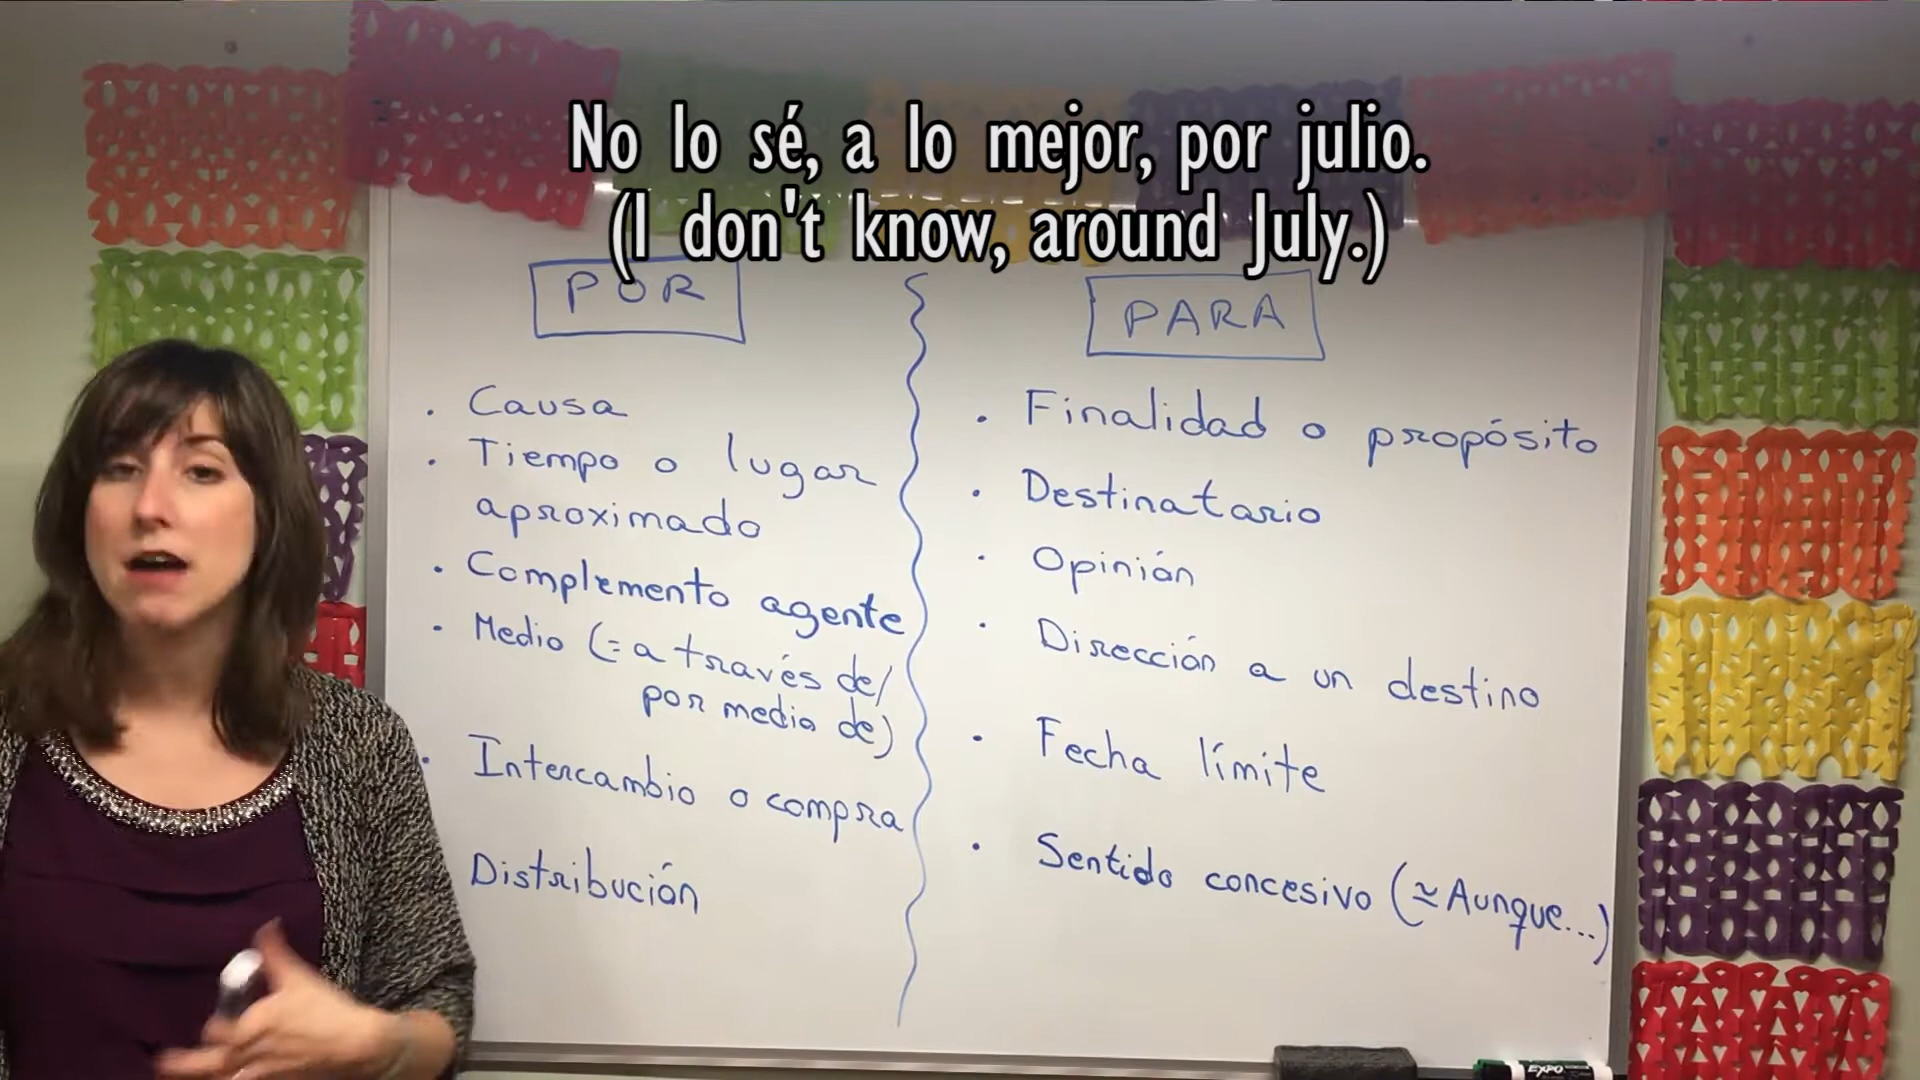 No lo sé, a lo mejor, por julio.
(I don't know, around July.)
POR
. Causa
. Tiempo o lugar
aproximado
. Complemento agente
. Medio (=a través de/
por medio de)
. Intercambio o compra
Distribución
PARA
. Finalidad o propósito
. Destinatario
. Opinión
. Dirección a un destino
. Fecha límite
. Sentido concesivo (≈Aunque...)
EXPO